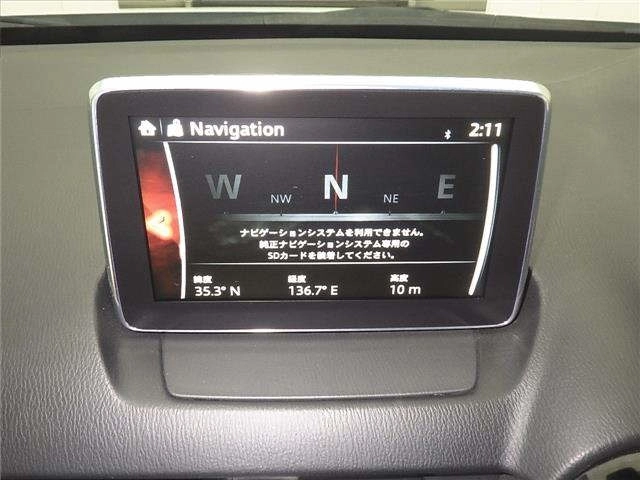 Navigation
2:11
W NW N NE E
ナビゲーションシステムを利用できません。
純正ナビゲーションシステム専用の
SDカードを装着してください。
緯度 経度 高度
35.3° N 136.7° E 10 m